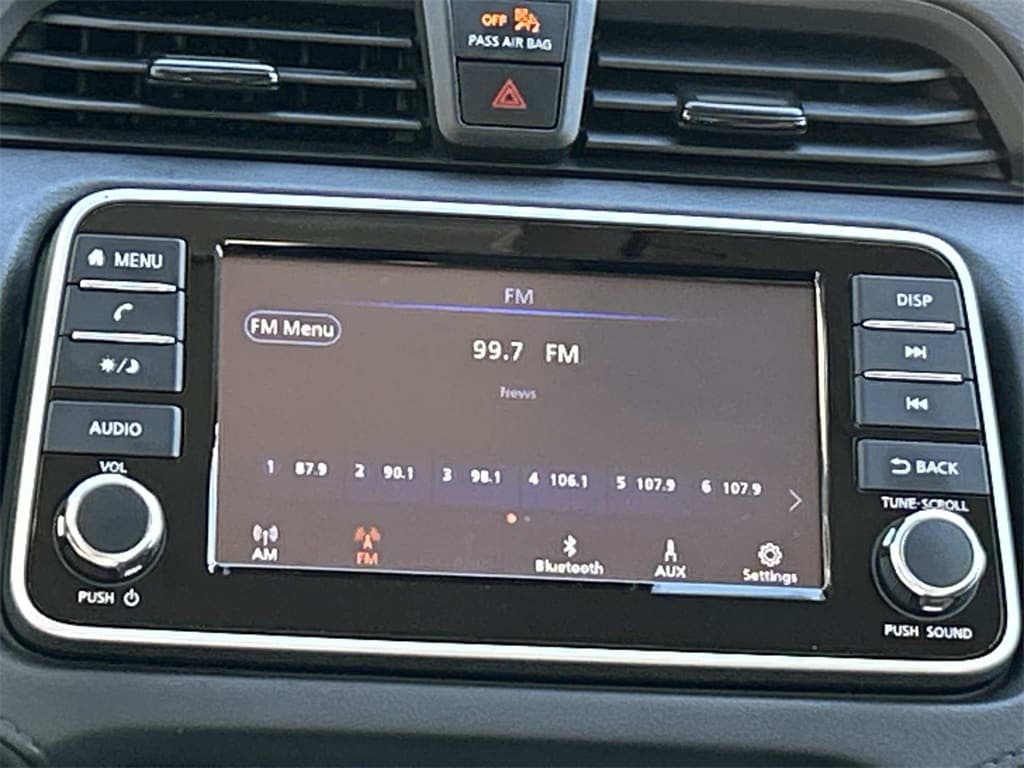 OFF
PASS AIR BAG
MENU
AUDIO
VOL
PUSH
FM
FM Menu
99.7 FM
News
1 87.9 2 90.1 3 98.1 4 106.1 5 107.9 6 107.9
AM FM Bluetooth AUX Settings
DISP
BACK
TUNE·SCROLL
PUSH SOUND